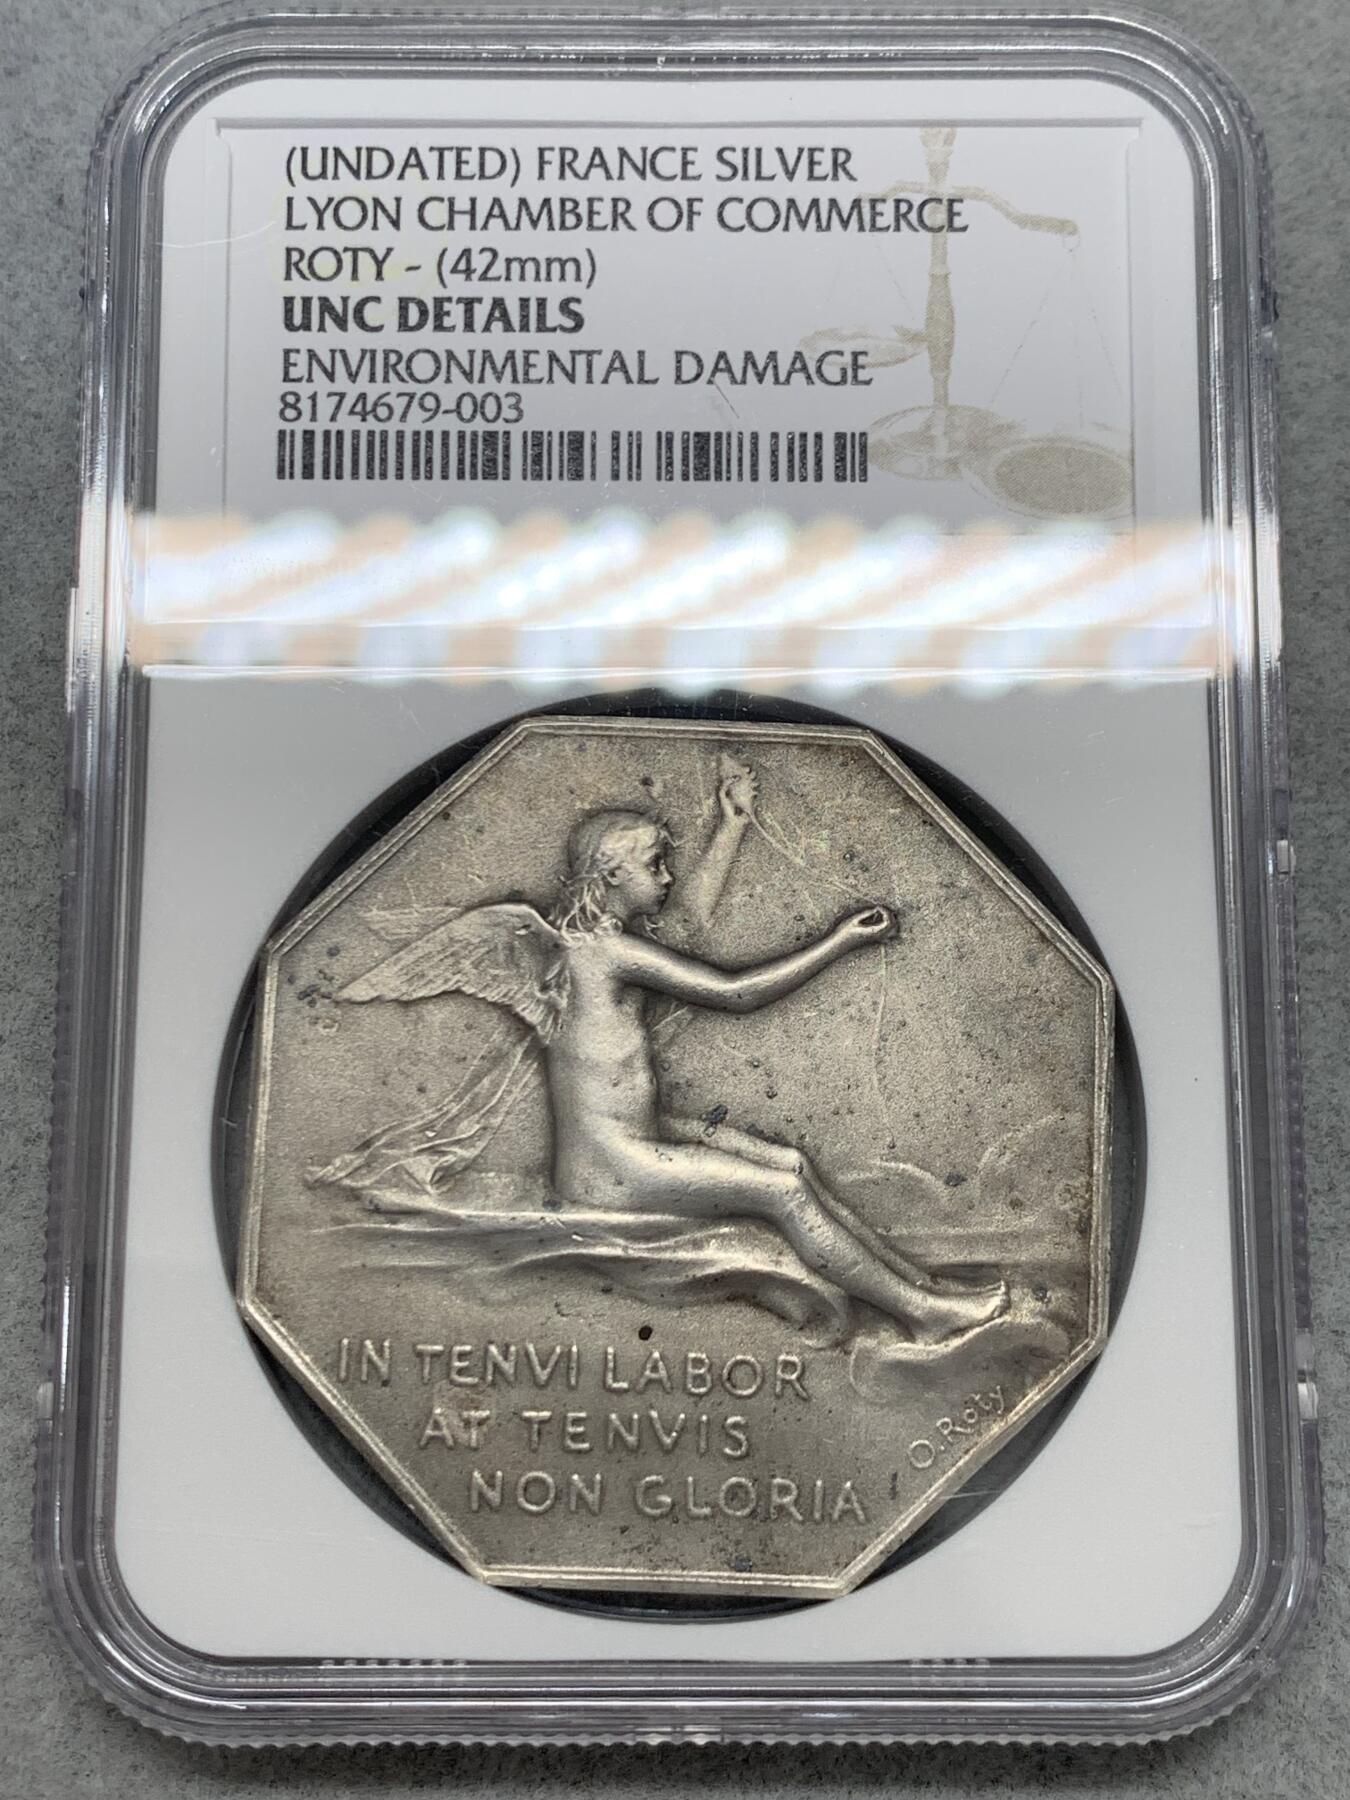 (UNDATED) FRANCE SILVER
LYON CHAMBER OF COMMERCE
ROTY - (42mm)
UNC DETAILS
ENVIRONMENTAL DAMAGE
8174679-003
IN TENVI LABOR
AT TENVIS
NON GLORIA
O. Roty